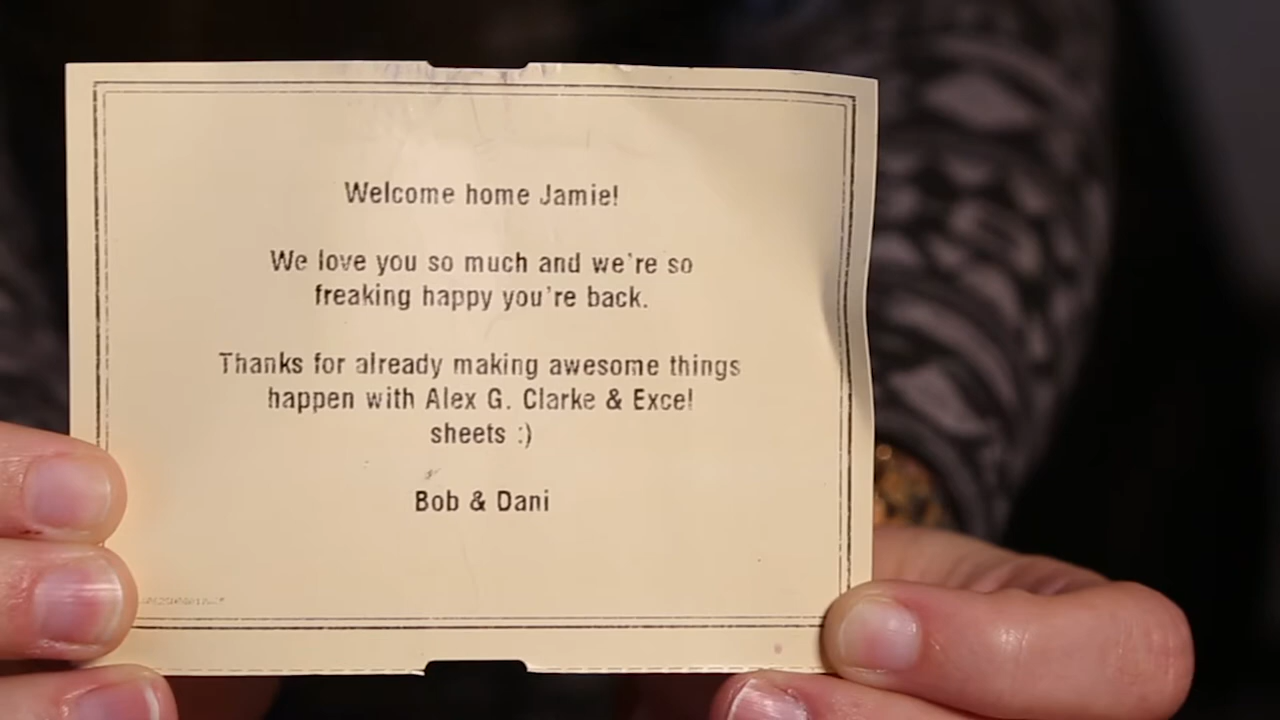 Welcome home Jamie!
We love you so much and we're so
freaking happy you're back.
Thanks for already making awesome things
happen with Alex G. Clarke & Excel
sheets :)
Bob & Dani